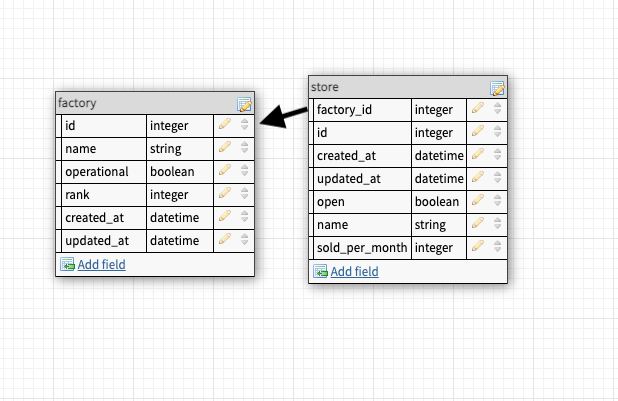 factory
id integer
name string
operational boolean
rank integer
created_at datetime
updated_at datetime
Add field
store
factory_id integer
id integer
created_at datetime
updated_at datetime
open boolean
name string
sold_per_month integer
Add field